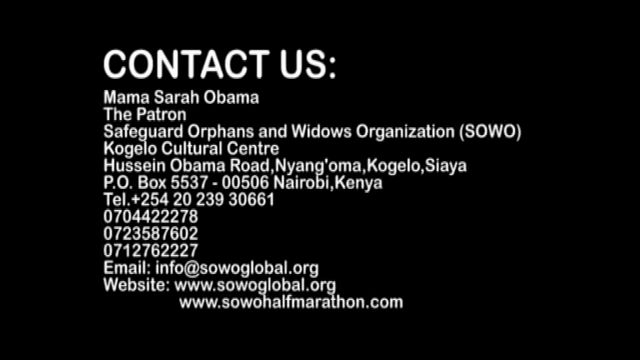 CONTACT US:
Mama Sarah Obama
The Patron
Safeguard Orphans and Widows Organization (SOWO)
Kogelo Cultural Centre
Hussein Obama Road,Nyang'oma,Kogelo,Siaya
P.O. Box 5537 - 00506 Nairobi,Kenya
Tel.+254 20 239 30661
0704422278
0723587602
0712762227
Email: info@sowoglobal.org
Website: www.sowoglobal.org
www.sowohalfmarathon.com